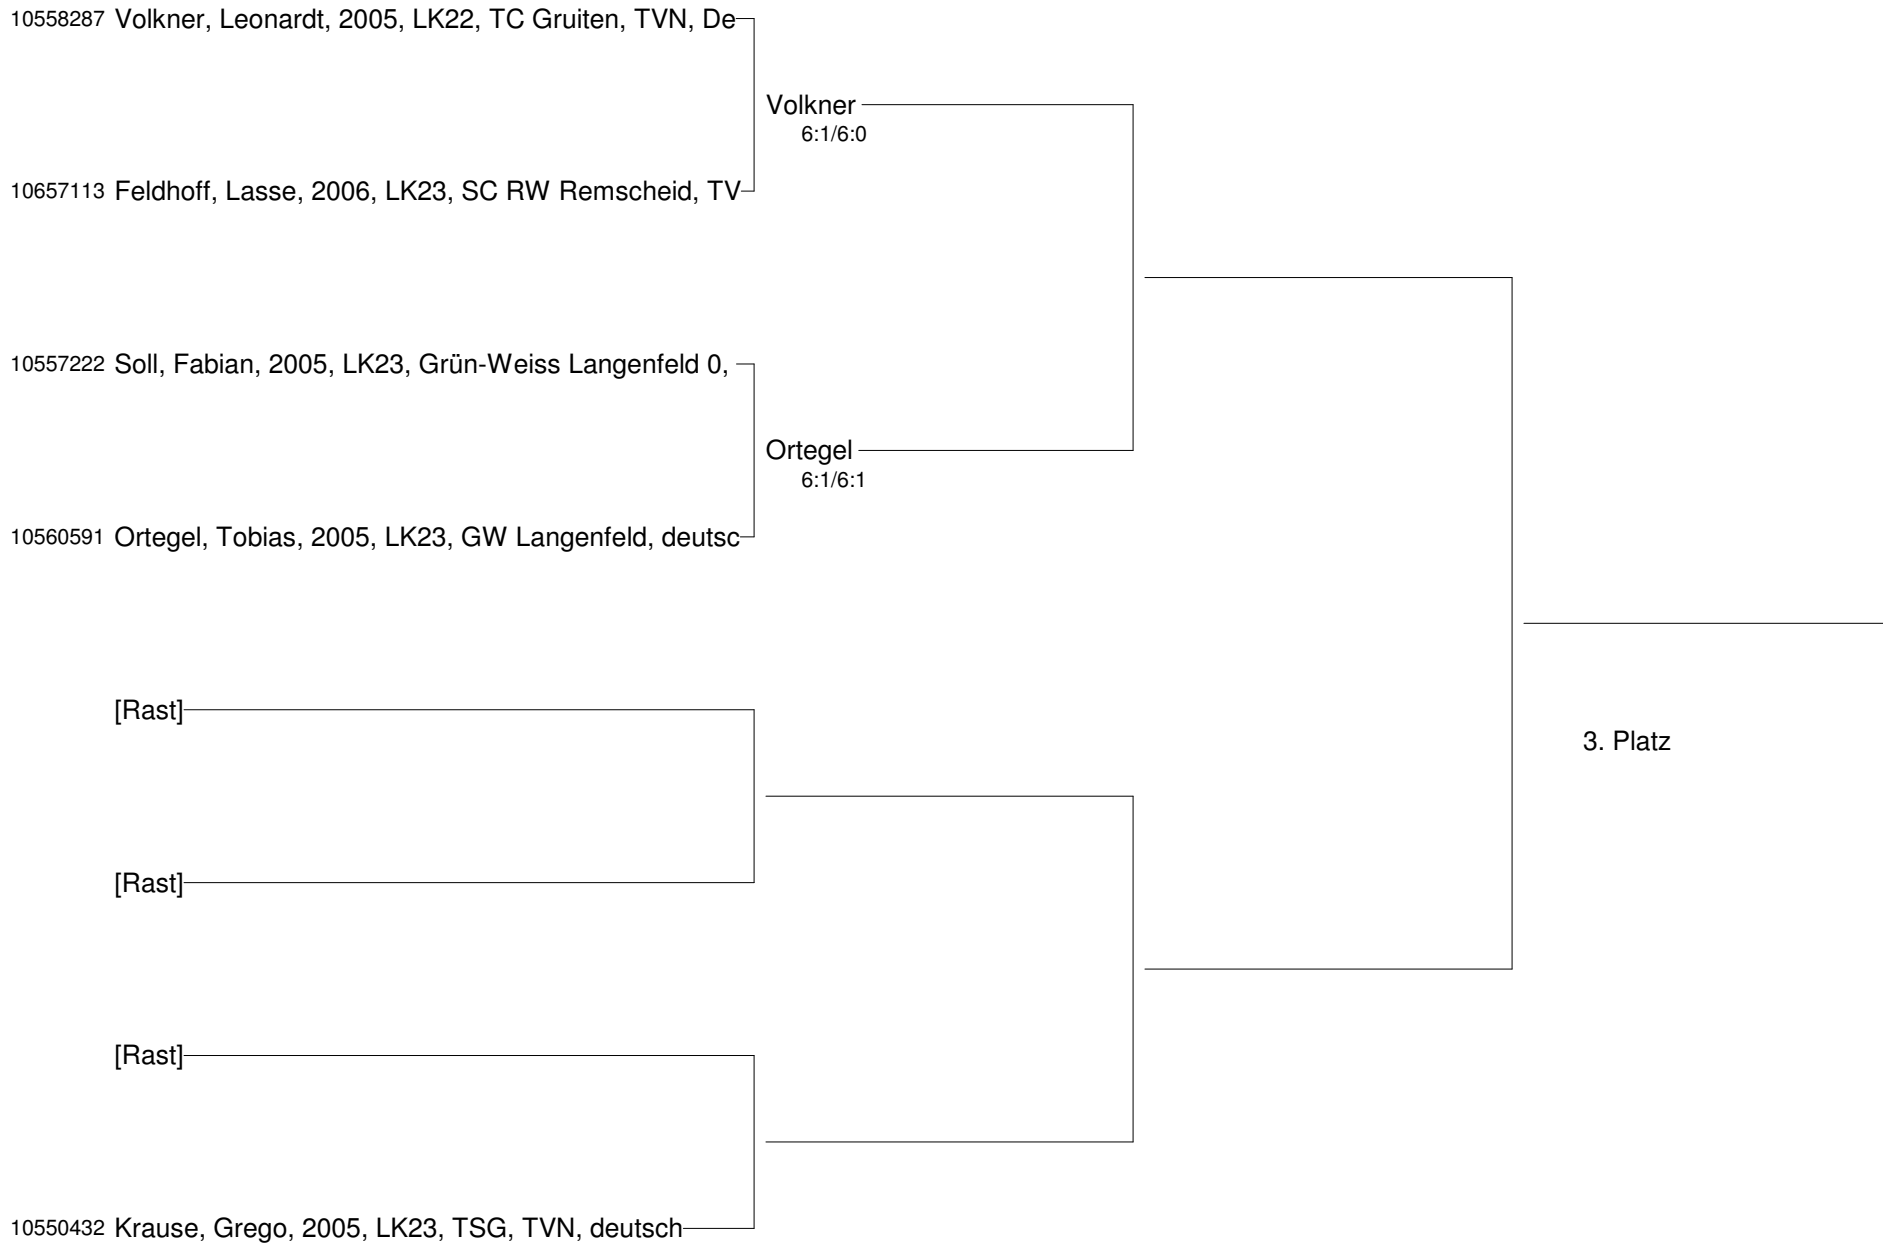 10558287 Volkner, Leonardt, 2005, LK22, TC Gruiten, TVN, De
Volkner
6:1/6:0
10657113 Feldhoff, Lasse, 2006, LK23, SC RW Remscheid, TV
10557222 Soll, Fabian, 2005, LK23, Grün-Weiss Langenfeld 0,
Ortegel
6:1/6:1
10560591 Ortegel, Tobias, 2005, LK23, GW Langenfeld, deutsc
[Rast]
3. Platz
[Rast]
[Rast]
10550432 Krause, Grego, 2005, LK23, TSG, TVN, deutsch